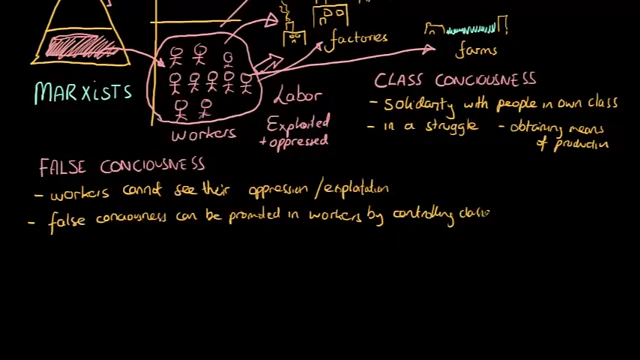 factories
farms
MARXISTS
workers
Labor
Exploited
+ oppressed
CLASS CONCIOUSNESS
- Solidarity with people in own class
- in a struggle - obtaining means
of production
FALSE CONCIOUSNESS
- workers cannot see their oppression/exploitation
- false conciousness can be promoted in workers by controlling class